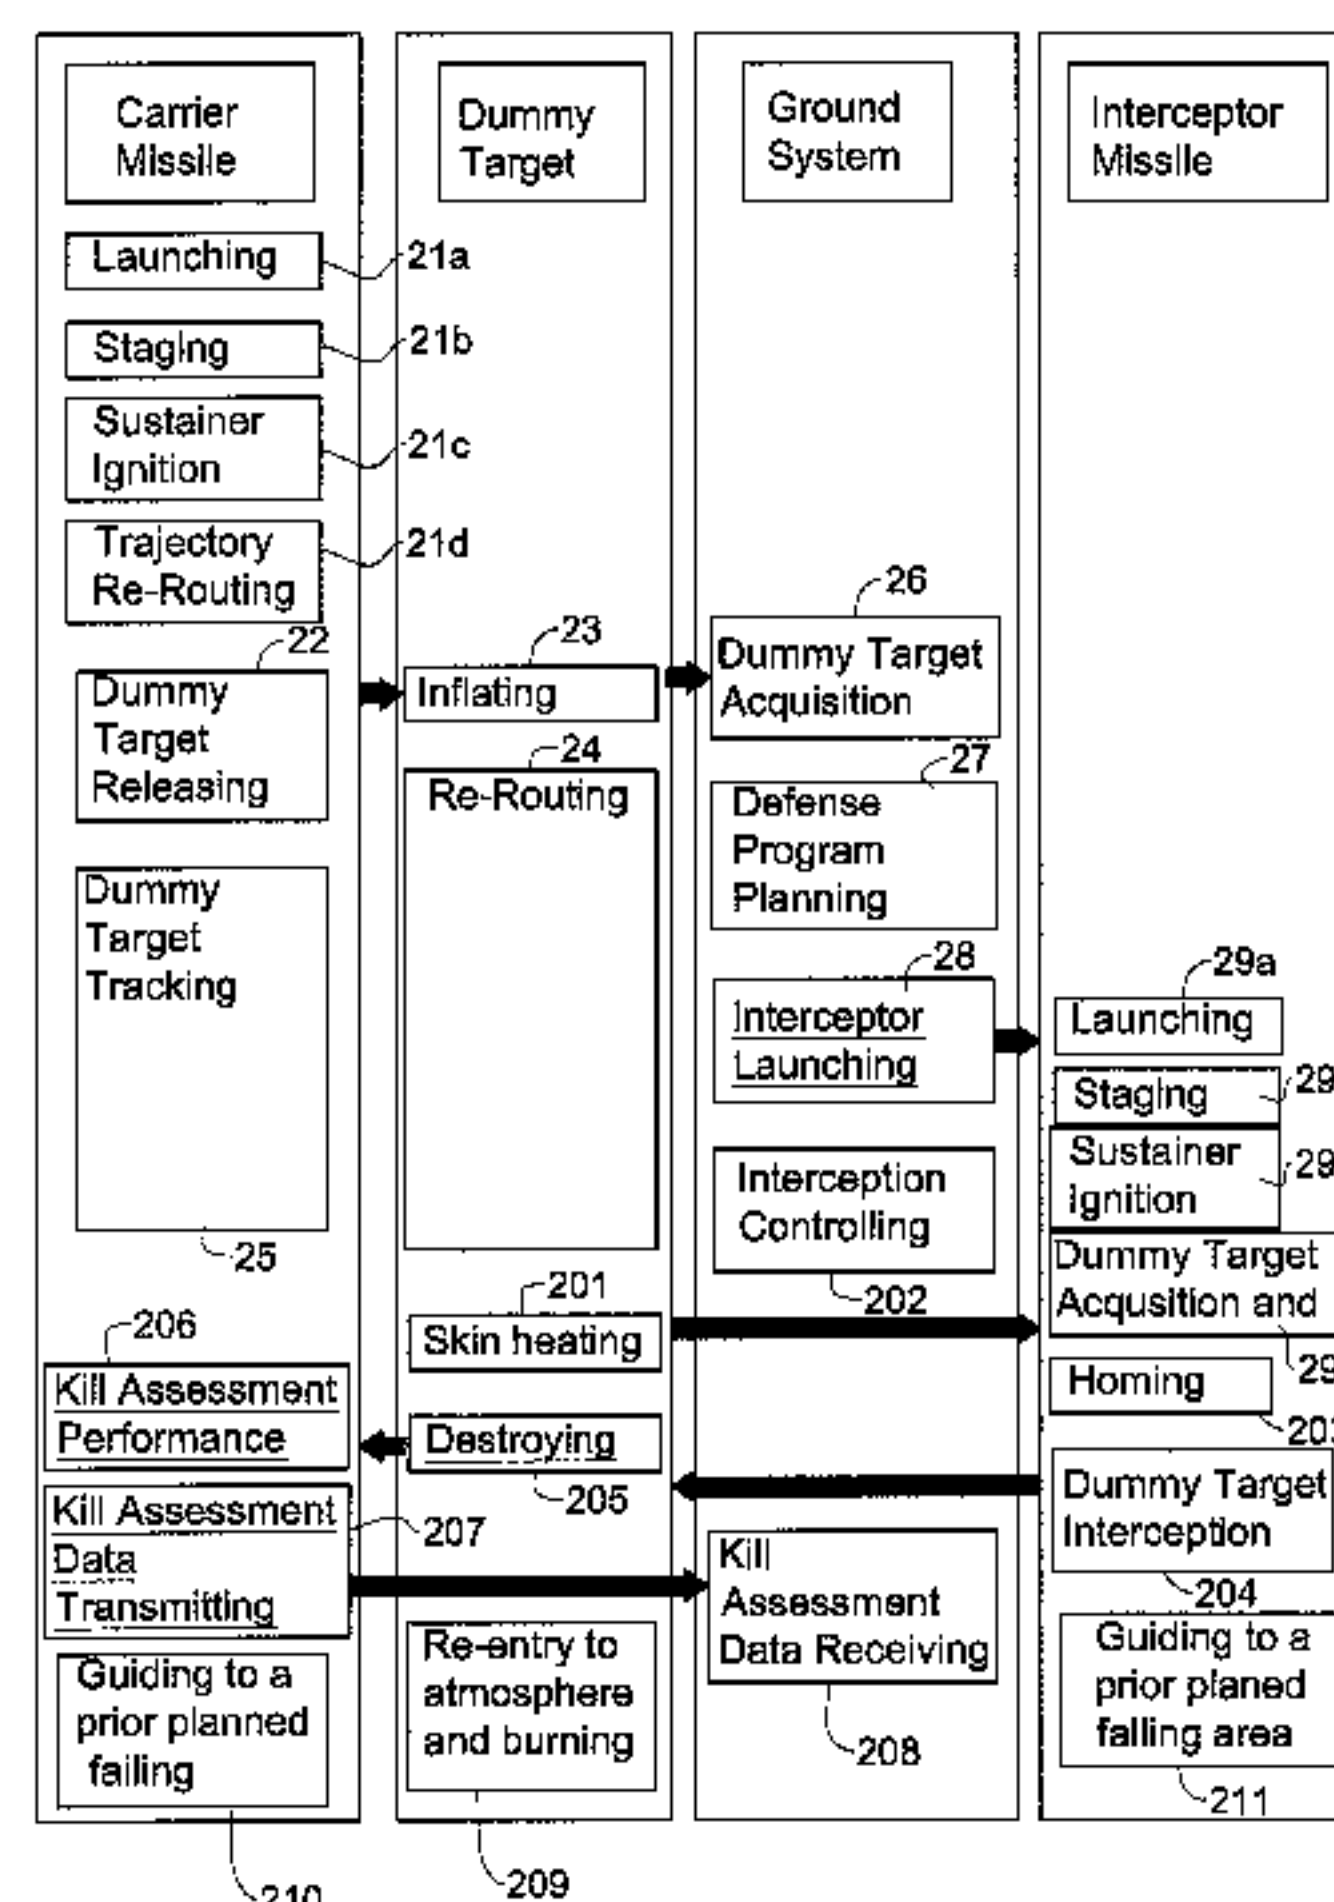 Carrier
Missile
Launching
21a
Staging
21b
Sustainer
Ignition
21c
Trajectory
Re-Routing
21d
22
Dummy
Target
Releasing
Dummy
Target
Tracking
25
206
Kill Assessment
Performance
Kill Assessment
Data
Transmitting
207
Guiding to a
prior planned
failing
210
Dummy
Target
23
Inflating
24
Re-Routing
201
Skin heating
Destroying
205
Re-entry to
atmosphere
and burning
209
Ground
System
26
Dummy Target
Acquisition
27
Defense
Program
Planning
28
Interceptor
Launching
Interception
Controlling
202
Kill
Assessment
Data Receiving
208
Interceptor
Missile
29a
Launching
Staging
29
Sustainer
Ignition
29
Dummy Target
Acqusition and
29
Homing
203
Dummy Target
Interception
204
Guiding to a
prior planed
falling area
211